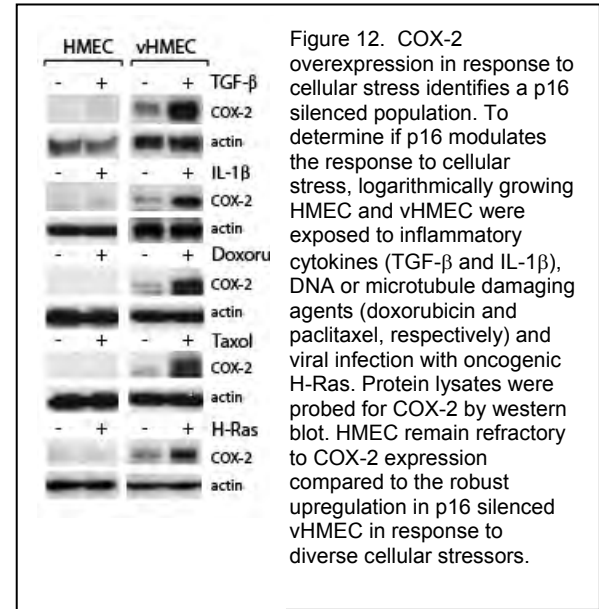 HMEC vHMEC
- + - + TGF-β
COX-2
actin
- + - + IL-1β
COX-2
actin
- + - + Doxoru
COX-2
actin
- + - + Taxol
COX-2
actin
- + - + H-Ras
COX-2
actin
Figure 12. COX-2
overexpression in response to
cellular stress identifies a p16
silenced population. To
determine if p16 modulates
the response to cellular
stress, logarithmically growing
HMEC and vHMEC were
exposed to inflammatory
cytokines (TGF-β and IL-1β),
DNA or microtubule damaging
agents (doxorubicin and
paclitaxel, respectively) and
viral infection with oncogenic
H-Ras. Protein lysates were
probed for COX-2 by western
blot. HMEC remain refractory
to COX-2 expression
compared to the robust
upregulation in p16 silenced
vHMEC in response to
diverse cellular stressors.